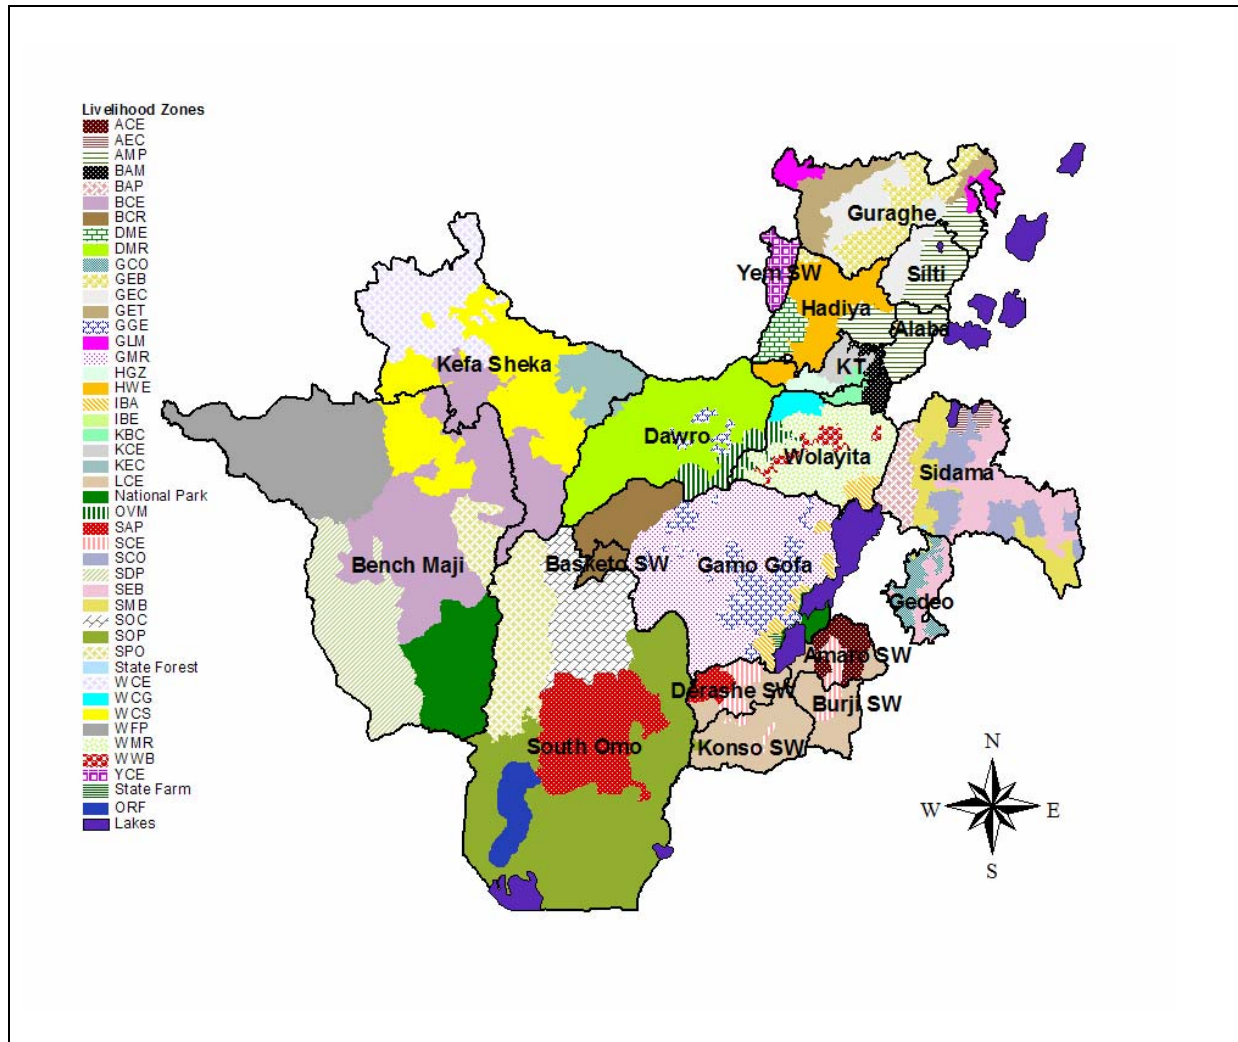 Livelihood Zones
ACE
AEC
AMP
BAM
BAP
BCE
BCR
DME
DMR
GCO
GEB
GEC
GET
GGE
GLM
GMR
HGZ
HWE
IBA
IBE
KBC
KCE
KEC
LCE
National Park
OVM
SAP
SCE
SCO
SDP
SEB
SMB
SOC
SOP
SPO
State Forest
WCE
WCG
WCS
WFP
WMR
WWB
YCE
State Farm
ORF
Lakes
Guraghe
Yem SW
Silti
Hadiya
Alaba
Kefa Sheka
KT
Dawro
Wolayita
Sidama
Bench Maji
Basketo SW
Gamo Gofa
Gedeo
Amaro SW
Derashe SW
Burji SW
South Omo
Konso SW
N
W
E
S